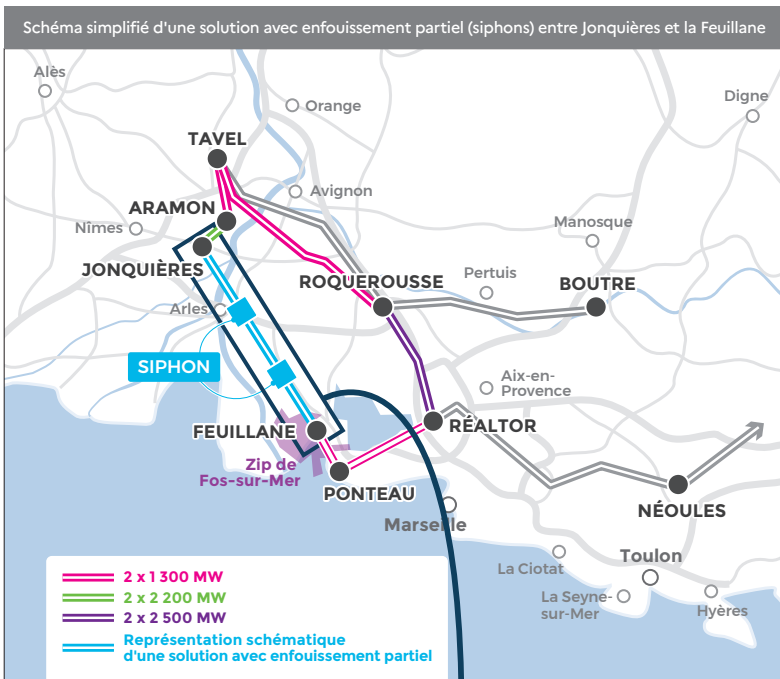 Schéma simplifié d'une solution avec enfouissement partiel (siphons) entre Jonquières et la Feuillane
Alès
Orange
Digne
TAVEL
Avignon
ARAMON
Nîmes
Manosque
JONQUIÈRES
ROQUEROUSSE
Pertuis
BOUTRE
Arles
SIPHON
Aix-en-
Provence
FEUILLANE
RÉALTOR
Zip de
Fos-sur-Mer
PONTEAU
NÉOULES
Marseille
La Ciotat
Toulon
La Seyne-
sur-Mer
Hyères
2 x 1 300 MW
2 x 2 200 MW
2 x 2 500 MW
Représentation schématique
d'une solution avec enfouissement partiel